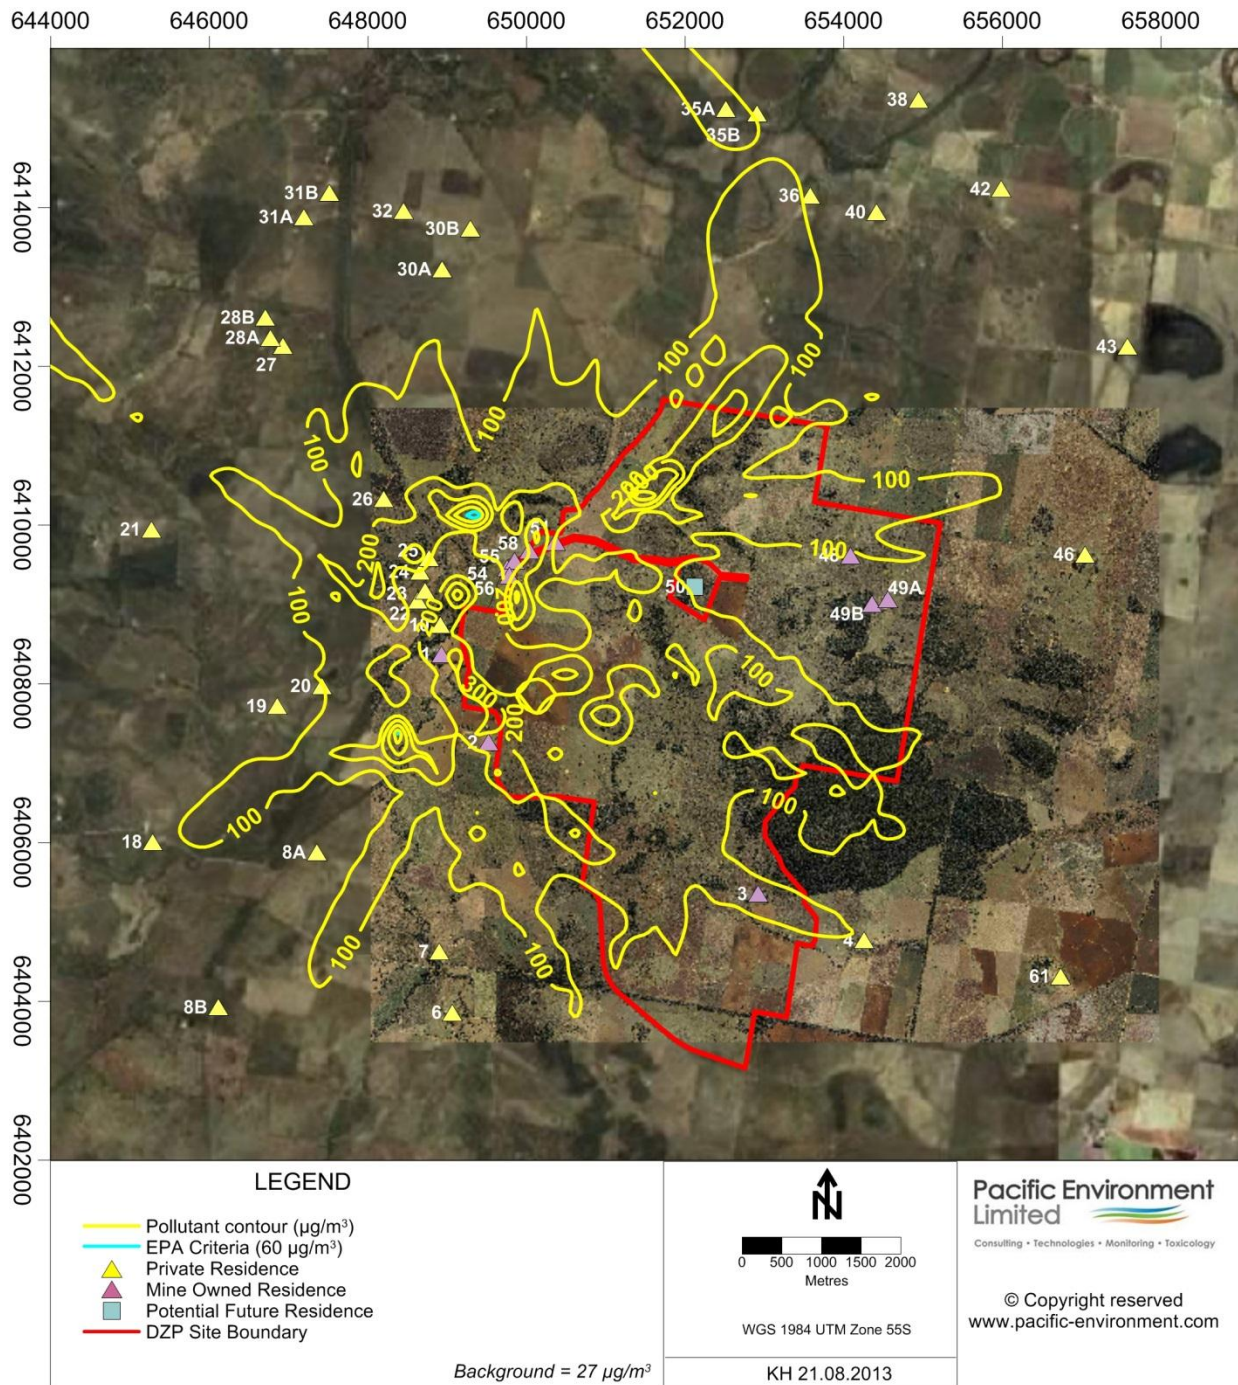 644000 646000 648000 650000 652000 654000 656000 658000
6414000
6412000
6410000
6408000
6406000
6404000
6402000
35A
35B
38
31B
31A
32
30B
30A
36
40
42
28B
28A
27
43
100
100
100
100
100
200
26
21
200
100
51
58
55
25
24
54
56
23
22
10
1
100
46
50
49A
49B
100
20
19
300
200
2
100
100
18
8A
3
4
100
7
100
61
8B
6
LEGEND
Pollutant contour (µg/m³)
EPA Criteria (60 µg/m³)
Private Residence
Mine Owned Residence
Potential Future Residence
DZP Site Boundary
Background = 27 µg/m³
N
0 500 1000 1500 2000
Metres
WGS 1984 UTM Zone 55S
KH 21.08.2013
Pacific Environment
Limited
Consulting • Technologies • Monitoring • Toxicology
© Copyright reserved
www.pacific-environment.com